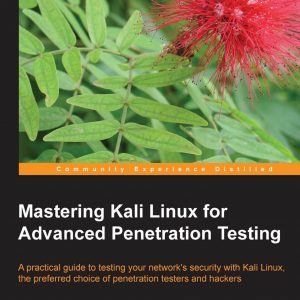 Community Experience Distilled
Mastering Kali Linux for
Advanced Penetration Testing
A practical guide to testing your network's security with Kali Linux,
the preferred choice of penetration testers and hackers